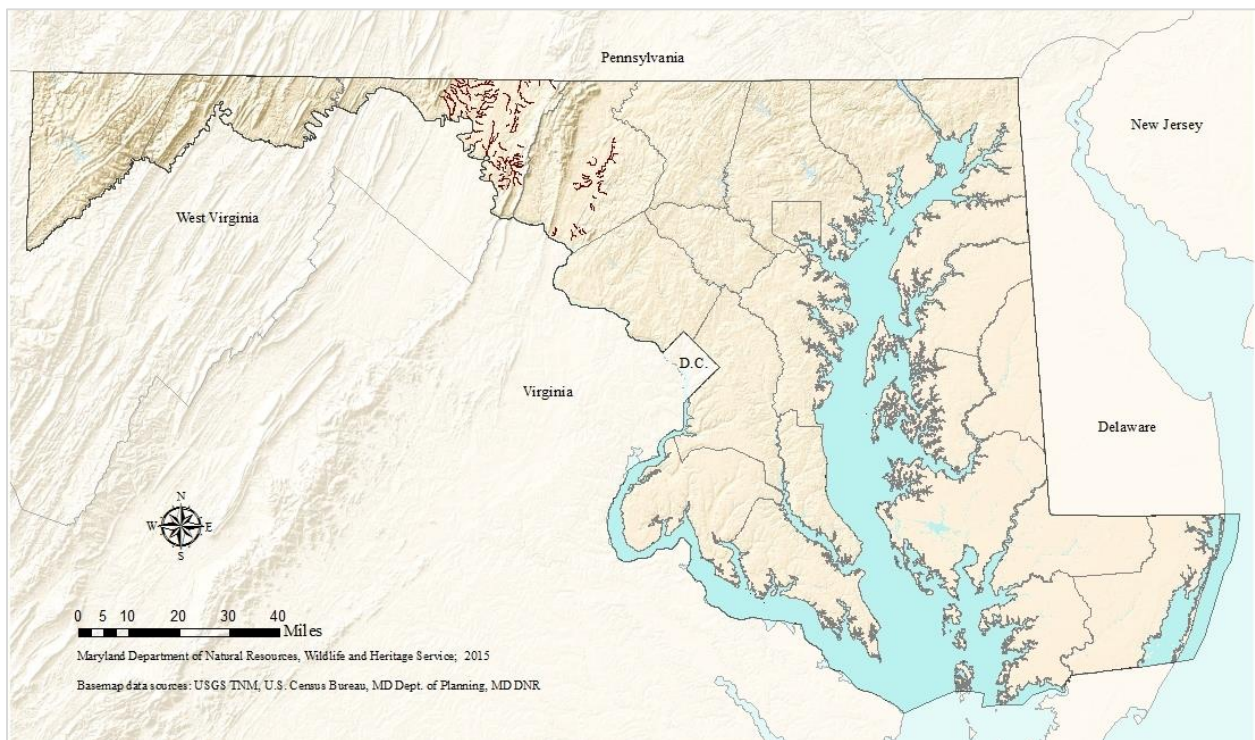 Pennsylvania
New Jersey
West Virginia
D.C.
Virginia
Delaware
N
W E
S
0 5 10 20 30 40
Miles
Maryland Department of Natural Resources, Wildlife and Heritage Service; 2015
Basemap data sources: USGS TNM, U.S. Census Bureau, MD Dept. of Planning, MD DNR